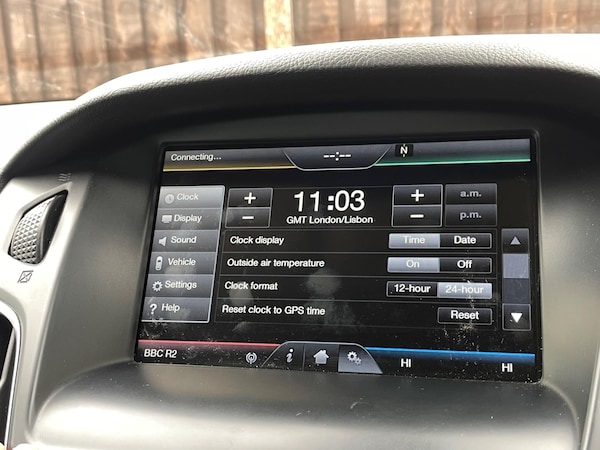 Connecting...
--:--
N
Clock
Display
Sound
Vehicle
Settings
? Help
+ 11:03 + a.m.
− GMT London/Lisbon − p.m.
Clock display Time Date
Outside air temperature On Off
Clock format 12-hour 24-hour
Reset clock to GPS time Reset
BBC R2 i HI HI